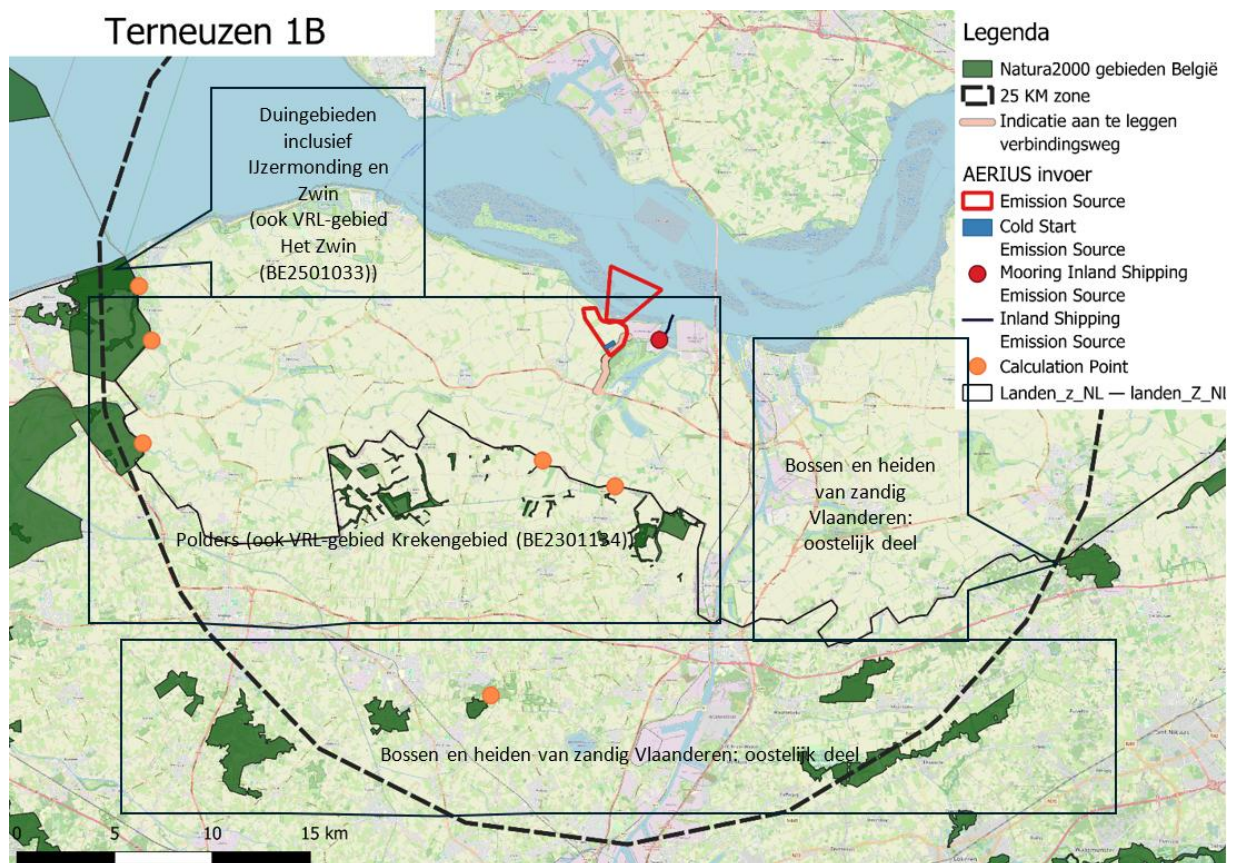 Terneuzen 1B
Duingebieden
inclusief
IJzermonding en
Zwin
(ook VRL-gebied
Het Zwin
(BE2501033))
Legenda
Natura2000 gebieden België
25 KM zone
Indicatie aan te leggen
verbindingsweg
AERIUS invoer
Emission Source
Cold Start
Emission Source
Mooring Inland Shipping
Emission Source
Inland Shipping
Emission Source
Calculation Point
Landen_z_NL — landen_Z_NL
Bossen en heiden
van zandig
Vlaanderen:
oostelijk deel
Polders (ook VRL-gebied Krekengebied (BE2301134))
Bossen en heiden van zandig Vlaanderen: oostelijk deel
0 5 10 15 km